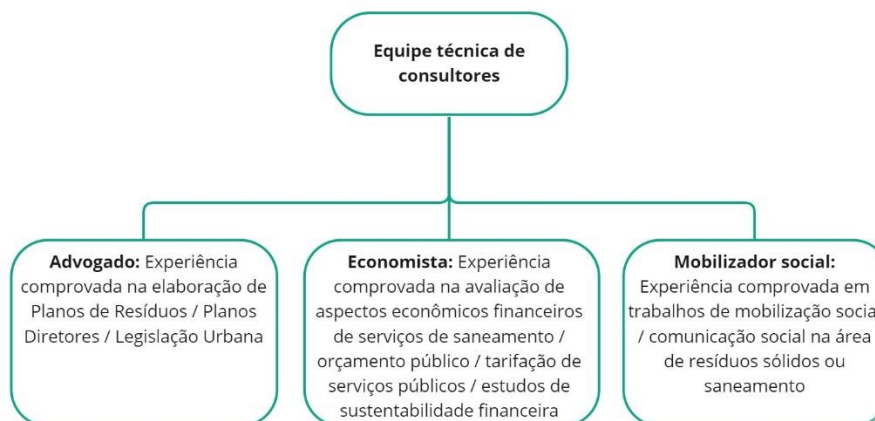 Equipe técnica de
consultores
Advogado: Experiência
comprovada na elaboração de
Planos de Resíduos / Planos
Diretores / Legislação Urbana
Economista: Experiência
comprovada na avaliação de
aspectos econômicos financeiros
de serviços de saneamento /
orçamento público / tarifação de
serviços públicos / estudos de
sustentabilidade financeira
Mobilizador social:
Experiência comprovada em
trabalhos de mobilização social
/ comunicação social na área
de resíduos sólidos ou
saneamento